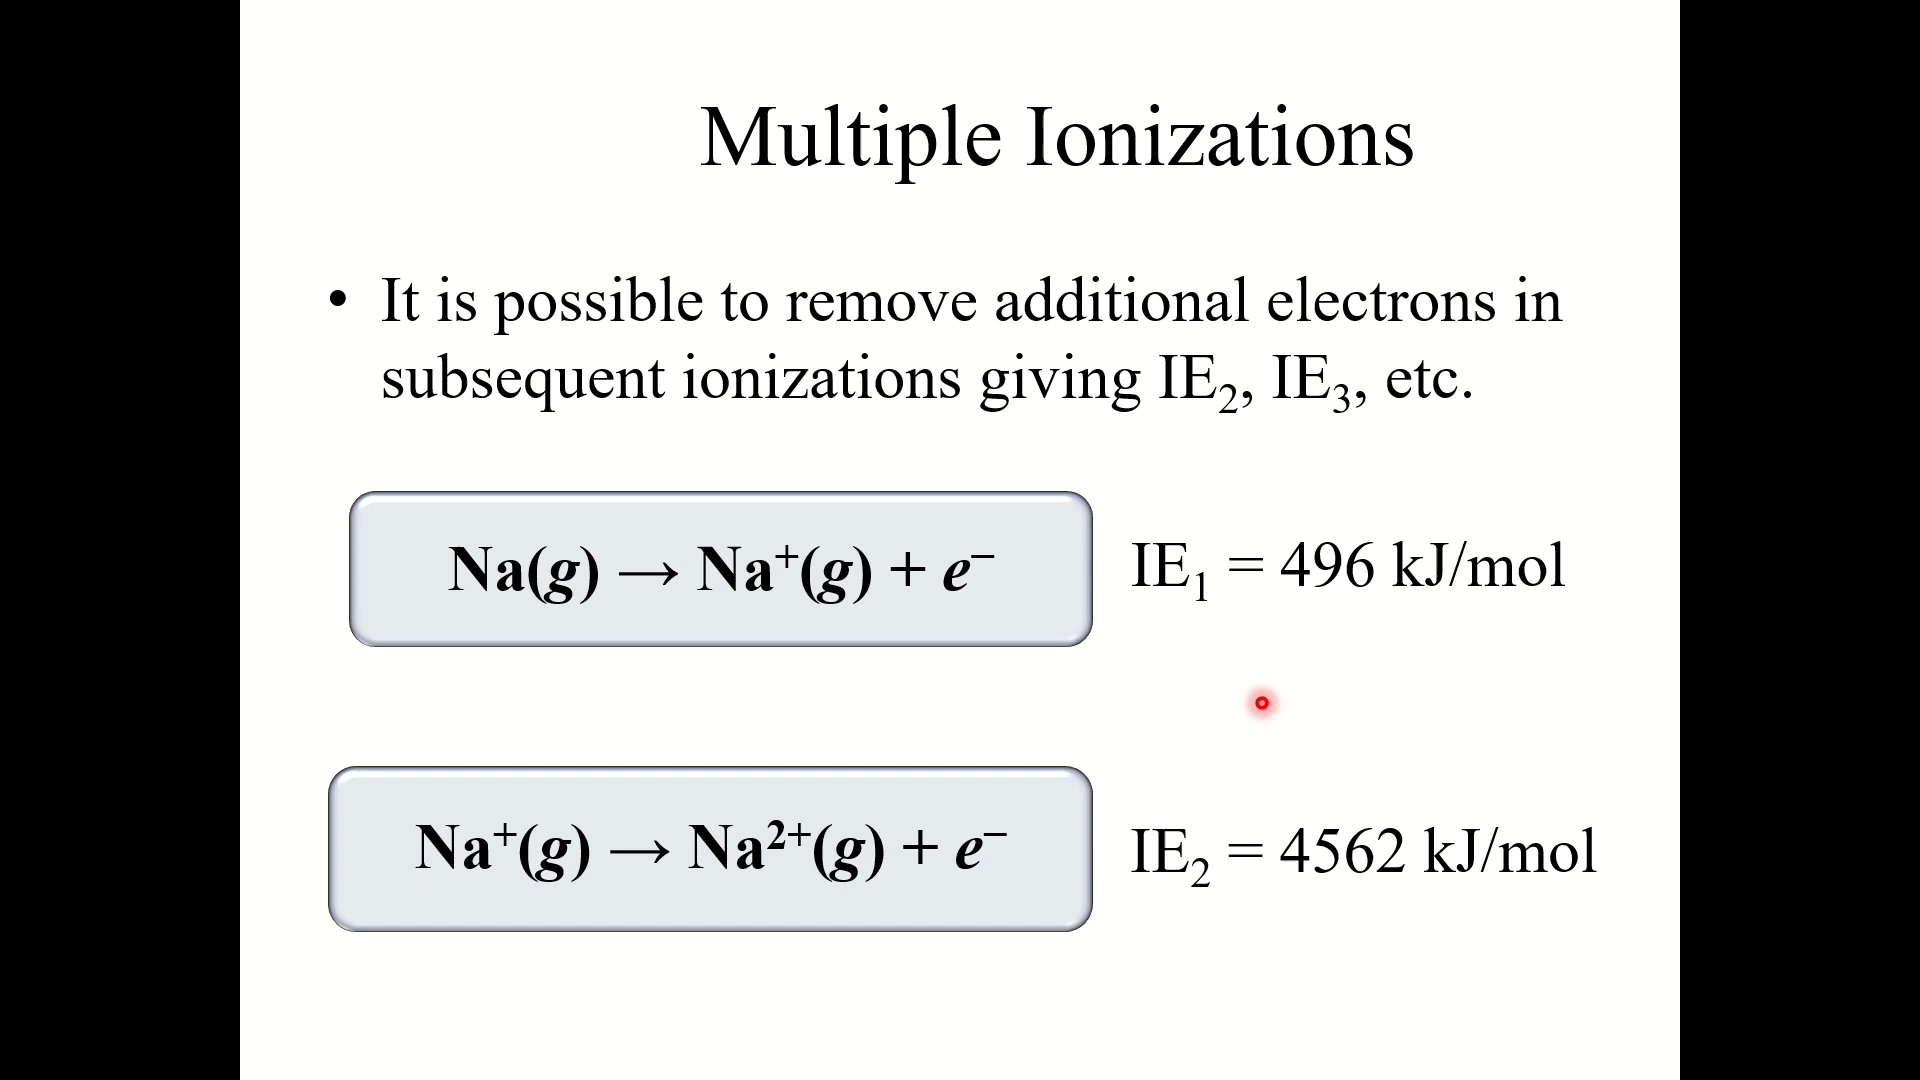 Multiple Ionizations
• It is possible to remove additional electrons in
subsequent ionizations giving IE₂, IE₃, etc.
Na(g) → Na⁺(g) + e⁻
IE₁ = 496 kJ/mol
Na⁺(g) → Na²⁺(g) + e⁻
IE₂ = 4562 kJ/mol